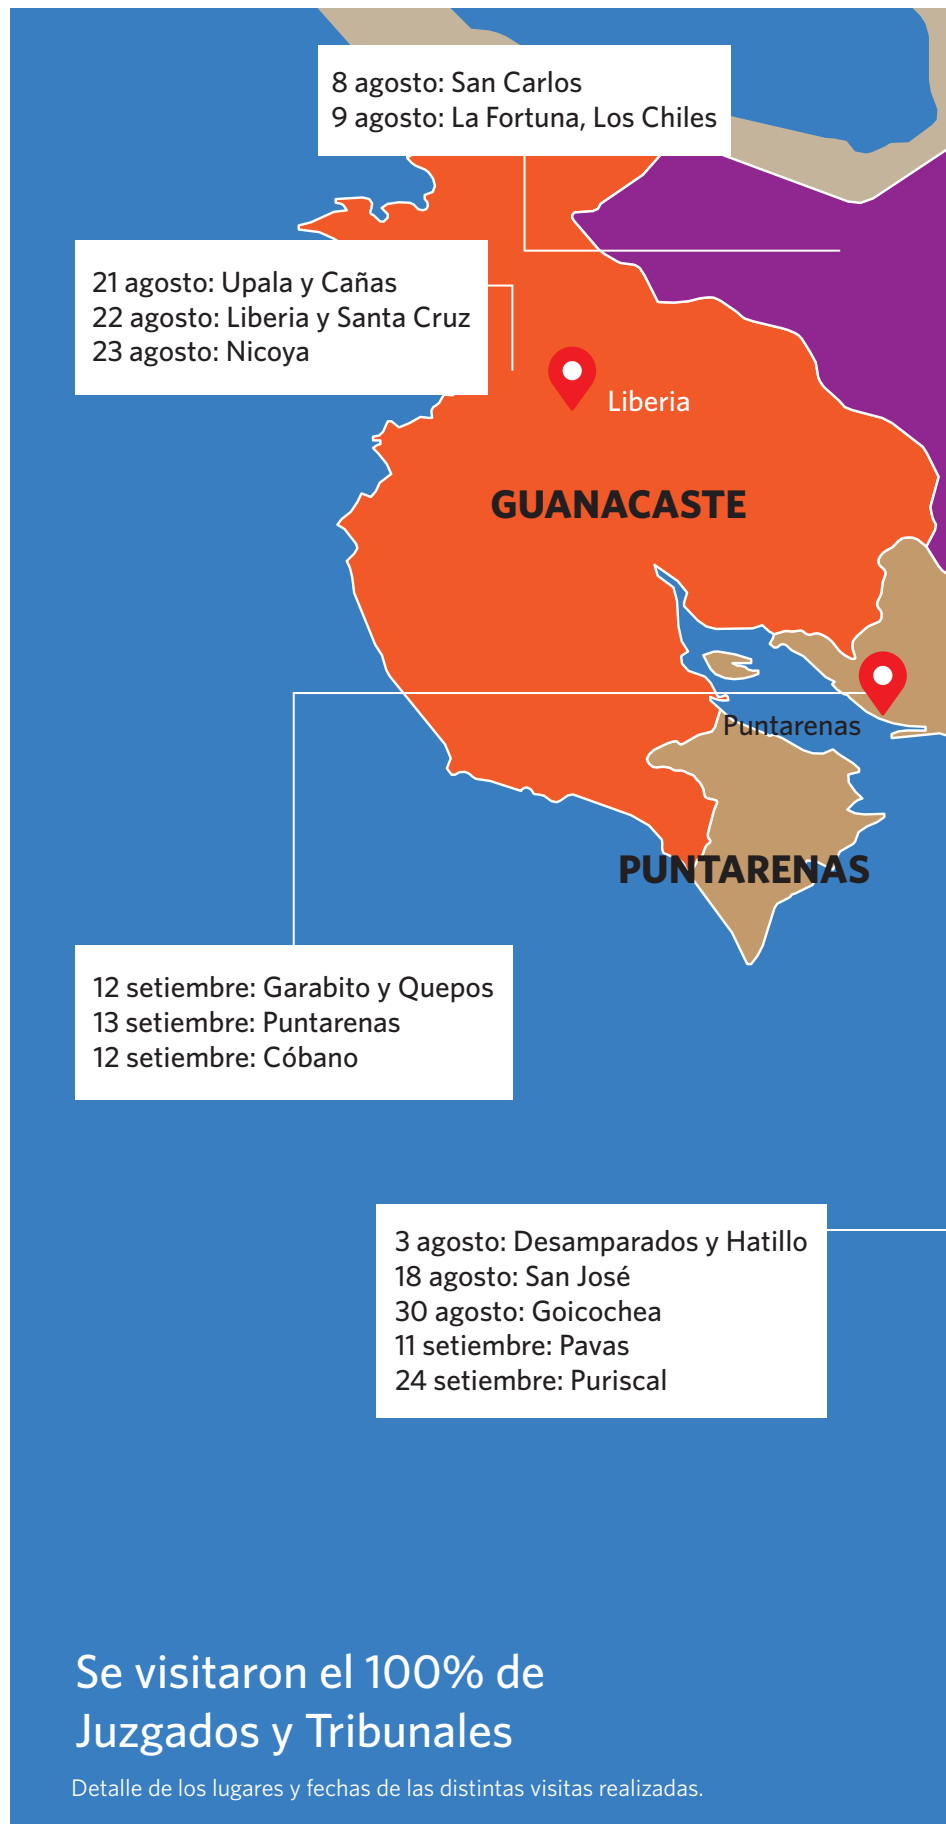 8 agosto: San Carlos
9 agosto: La Fortuna, Los Chiles
21 agosto: Upala y Cañas
22 agosto: Liberia y Santa Cruz
23 agosto: Nicoya
Liberia
GUANACASTE
Puntarenas
PUNTARENAS
12 setiembre: Garabito y Quepos
13 setiembre: Puntarenas
12 setiembre: Cóbano
3 agosto: Desamparados y Hatillo
18 agosto: San José
30 agosto: Goicochea
11 setiembre: Pavas
24 setiembre: Puriscal
Se visitaron el 100% de
Juzgados y Tribunales
Detalle de los lugares y fechas de las distintas visitas realizadas.